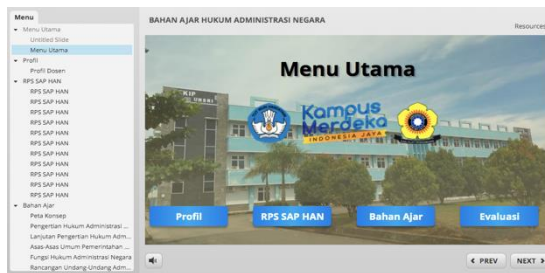 Menu
BAHAN AJAR HUKUM ADMINISTRASI NEGARA
Resources
Menu Utama
Untitled Slide
Menu Utama
Profil
Profil Dosen
RPS SAP HAN
RPS SAP HAN
RPS SAP HAN
RPS SAP HAN
RPS SAP HAN
RPS SAP HAN
RPS SAP HAN
RPS SAP HAN
RPS SAP HAN
RPS SAP HAN
RPS SAP HAN
RPS SAP HAN
Bahan Ajar
Peta Konsep
Pengertian Hukum Administrasi ...
Lanjutan Pengertian Hukum Adm...
Asas-Asas Umum Pemerintahan ...
Fungsi Hukum Administrasi Negara
Rancangan Undang-Undang Adm...
Menu Utama
FKIP
UNSRI
Kampus
Merdeka
INDONESIA JAYA
Profil
RPS SAP HAN
Bahan Ajar
Evaluasi
PREV
NEXT